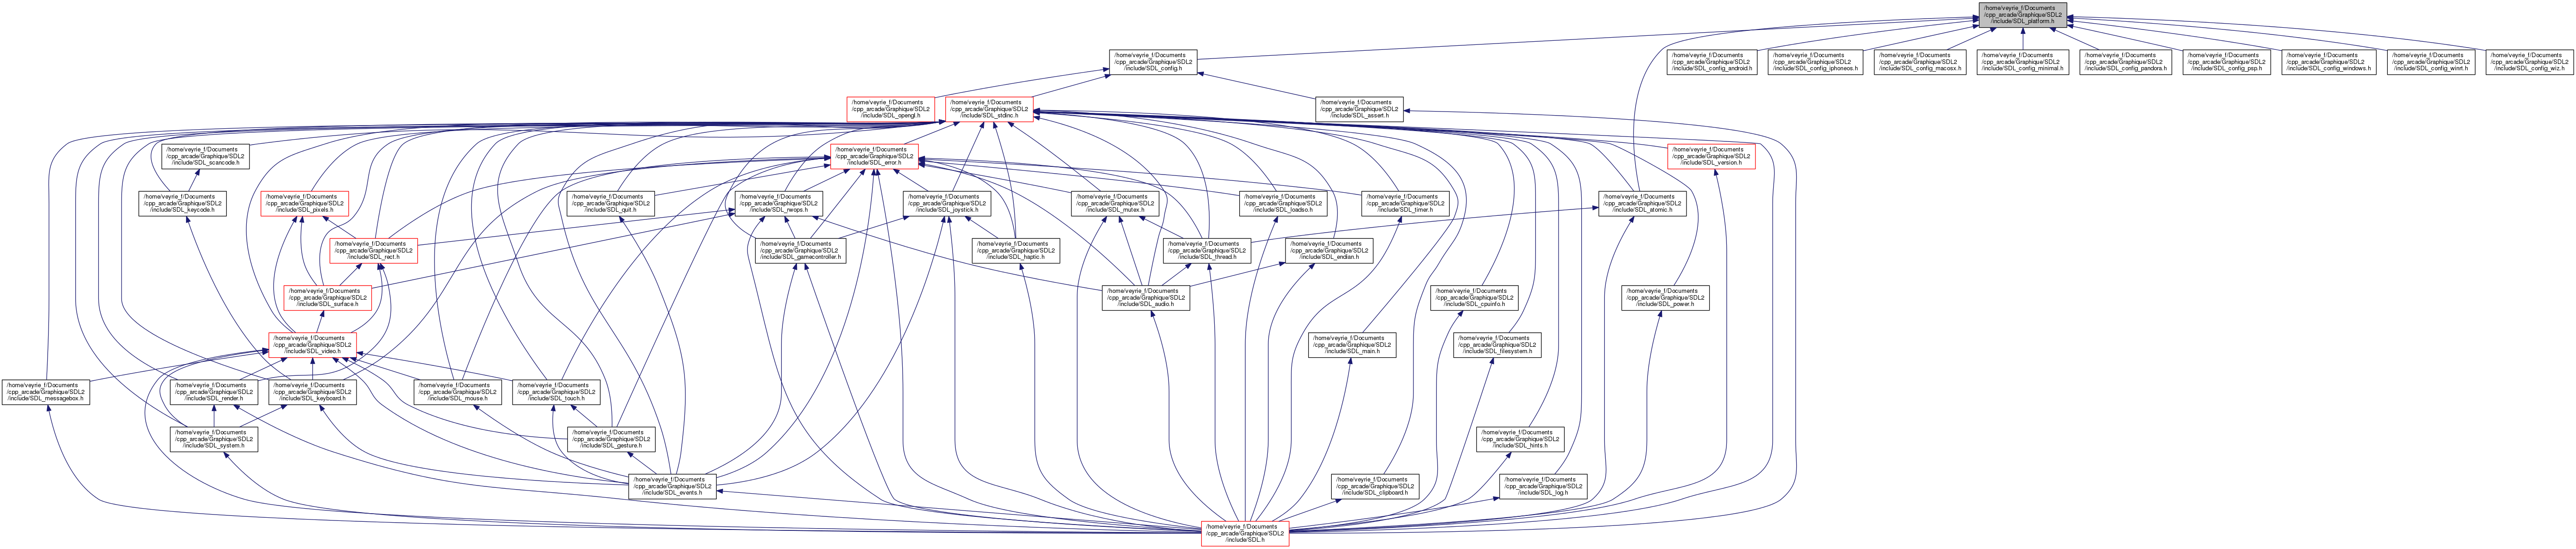 /home/veyrie_f/Documents
/cpp_arcade/Graphique/SDL2
/include/SDL_platform.h
/home/veyrie_f/Documents
/cpp_arcade/Graphique/SDL2
/include/SDL_config.h
/home/veyrie_f/Documents
/cpp_arcade/Graphique/SDL2
/include/SDL_config_android.h
/home/veyrie_f/Documents
/cpp_arcade/Graphique/SDL2
/include/SDL_config_iphoneos.h
/home/veyrie_f/Documents
/cpp_arcade/Graphique/SDL2
/include/SDL_config_macosx.h
/home/veyrie_f/Documents
/cpp_arcade/Graphique/SDL2
/include/SDL_config_minimal.h
/home/veyrie_f/Documents
/cpp_arcade/Graphique/SDL2
/include/SDL_config_pandora.h
/home/veyrie_f/Documents
/cpp_arcade/Graphique/SDL2
/include/SDL_config_psp.h
/home/veyrie_f/Documents
/cpp_arcade/Graphique/SDL2
/include/SDL_config_windows.h
/home/veyrie_f/Documents
/cpp_arcade/Graphique/SDL2
/include/SDL_config_winrt.h
/home/veyrie_f/Documents
/cpp_arcade/Graphique/SDL2
/include/SDL_config_wiz.h
/home/veyrie_f/Documents
/cpp_arcade/Graphique/SDL2
/include/SDL_opengl.h
/home/veyrie_f/Documents
/cpp_arcade/Graphique/SDL2
/include/SDL_stdinc.h
/home/veyrie_f/Documents
/cpp_arcade/Graphique/SDL2
/include/SDL_assert.h
/home/veyrie_f/Documents
/cpp_arcade/Graphique/SDL2
/include/SDL_scancode.h
/home/veyrie_f/Documents
/cpp_arcade/Graphique/SDL2
/include/SDL_error.h
/home/veyrie_f/Documents
/cpp_arcade/Graphique/SDL2
/include/SDL_version.h
/home/veyrie_f/Documents
/cpp_arcade/Graphique/SDL2
/include/SDL_keycode.h
/home/veyrie_f/Documents
/cpp_arcade/Graphique/SDL2
/include/SDL_pixels.h
/home/veyrie_f/Documents
/cpp_arcade/Graphique/SDL2
/include/SDL_quit.h
/home/veyrie_f/Documents
/cpp_arcade/Graphique/SDL2
/include/SDL_rwops.h
/home/veyrie_f/Documents
/cpp_arcade/Graphique/SDL2
/include/SDL_joystick.h
/home/veyrie_f/Documents
/cpp_arcade/Graphique/SDL2
/include/SDL_mutex.h
/home/veyrie_f/Documents
/cpp_arcade/Graphique/SDL2
/include/SDL_loadso.h
/home/veyrie_f/Documents
/cpp_arcade/Graphique/SDL2
/include/SDL_timer.h
/home/veyrie_f/Documents
/cpp_arcade/Graphique/SDL2
/include/SDL_atomic.h
/home/veyrie_f/Documents
/cpp_arcade/Graphique/SDL2
/include/SDL_rect.h
/home/veyrie_f/Documents
/cpp_arcade/Graphique/SDL2
/include/SDL_gamecontroller.h
/home/veyrie_f/Documents
/cpp_arcade/Graphique/SDL2
/include/SDL_haptic.h
/home/veyrie_f/Documents
/cpp_arcade/Graphique/SDL2
/include/SDL_thread.h
/home/veyrie_f/Documents
/cpp_arcade/Graphique/SDL2
/include/SDL_endian.h
/home/veyrie_f/Documents
/cpp_arcade/Graphique/SDL2
/include/SDL_surface.h
/home/veyrie_f/Documents
/cpp_arcade/Graphique/SDL2
/include/SDL_audio.h
/home/veyrie_f/Documents
/cpp_arcade/Graphique/SDL2
/include/SDL_cpuinfo.h
/home/veyrie_f/Documents
/cpp_arcade/Graphique/SDL2
/include/SDL_power.h
/home/veyrie_f/Documents
/cpp_arcade/Graphique/SDL2
/include/SDL_video.h
/home/veyrie_f/Documents
/cpp_arcade/Graphique/SDL2
/include/SDL_main.h
/home/veyrie_f/Documents
/cpp_arcade/Graphique/SDL2
/include/SDL_filesystem.h
/home/veyrie_f/Documents
/cpp_arcade/Graphique/SDL2
/include/SDL_messagebox.h
/home/veyrie_f/Documents
/cpp_arcade/Graphique/SDL2
/include/SDL_render.h
/home/veyrie_f/Documents
/cpp_arcade/Graphique/SDL2
/include/SDL_keyboard.h
/home/veyrie_f/Documents
/cpp_arcade/Graphique/SDL2
/include/SDL_mouse.h
/home/veyrie_f/Documents
/cpp_arcade/Graphique/SDL2
/include/SDL_touch.h
/home/veyrie_f/Documents
/cpp_arcade/Graphique/SDL2
/include/SDL_system.h
/home/veyrie_f/Documents
/cpp_arcade/Graphique/SDL2
/include/SDL_gesture.h
/home/veyrie_f/Documents
/cpp_arcade/Graphique/SDL2
/include/SDL_hints.h
/home/veyrie_f/Documents
/cpp_arcade/Graphique/SDL2
/include/SDL_events.h
/home/veyrie_f/Documents
/cpp_arcade/Graphique/SDL2
/include/SDL_clipboard.h
/home/veyrie_f/Documents
/cpp_arcade/Graphique/SDL2
/include/SDL_log.h
/home/veyrie_f/Documents
/cpp_arcade/Graphique/SDL2
/include/SDL.h